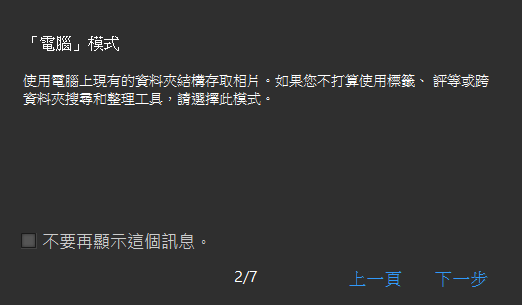 「電腦」模式
使用電腦上現有的資料夾結構存取相片。如果您不打算使用標籤、 評等或跨
資料夾搜尋和整理工具，請選擇此模式。
不要再顯示這個訊息。
2/7 上一頁 下一步